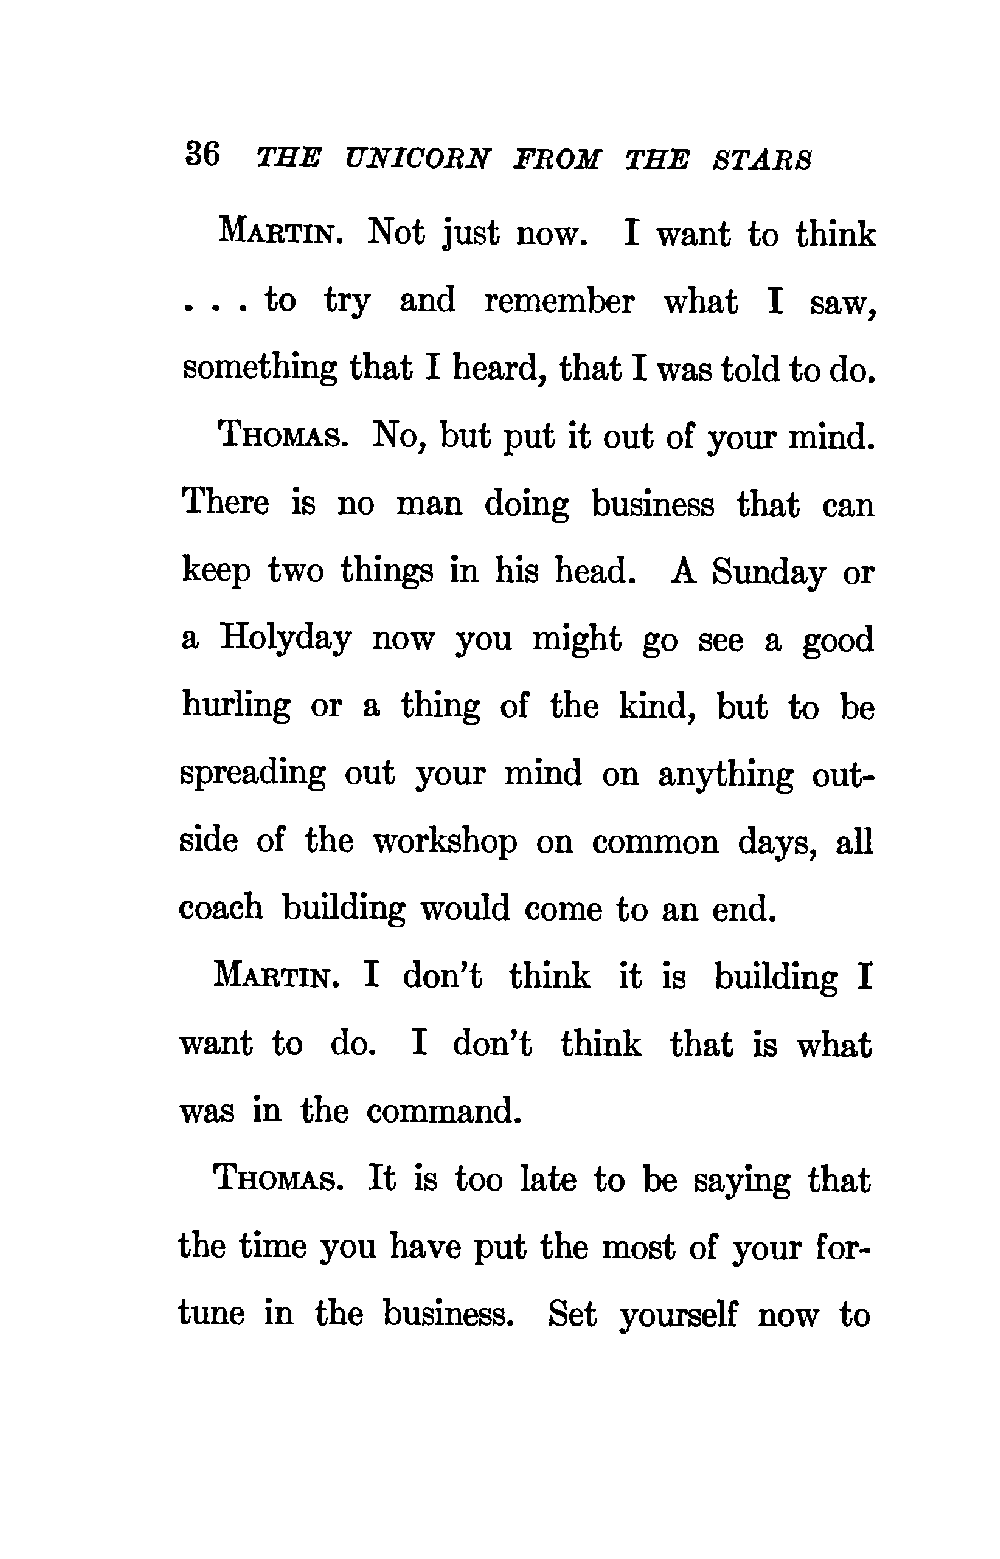 36 THE UNICORN FROM THE STARS
MARTIN. Not just now. I want to think
. . . to try and remember what I saw,
something that I heard, that I was told to do.
THOMAS. No, but put it out of your mind.
There is no man doing business that can
keep two things in his head. A Sunday or
a Holyday now you might go see a good
hurling or a thing of the kind, but to be
spreading out your mind on anything out-
side of the workshop on common days, all
coach building would come to an end.
MARTIN. I don't think it is building I
want to do. I don't think that is what
was in the command.
THOMAS. It is too late to be saying that
the time you have put the most of your for-
tune in the business. Set yourself now to